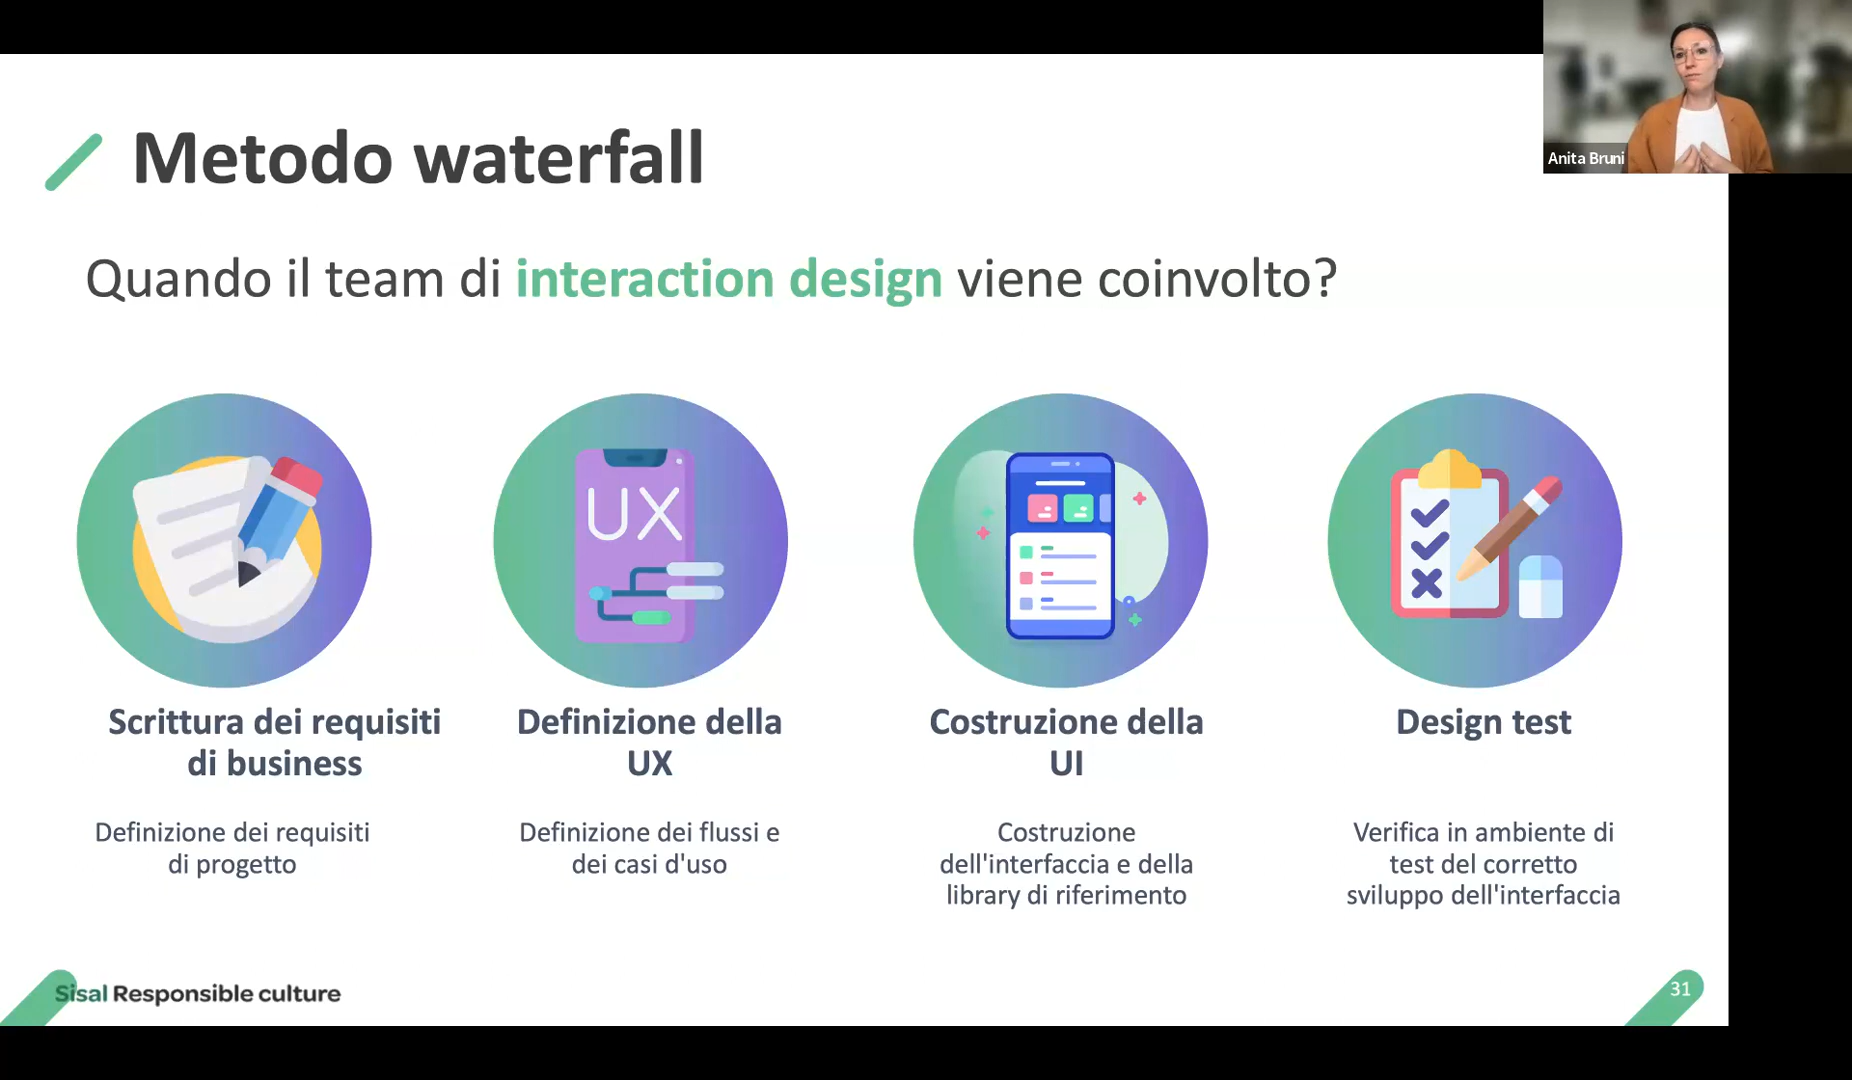 Anita Bruni
Metodo waterfall
Quando il team di interaction design viene coinvolto?
UX
Scrittura dei requisiti
di business
Definizione dei requisiti
di progetto
Definizione della
UX
Definizione dei flussi e
dei casi d'uso
Costruzione della
UI
Costruzione
dell'interfaccia e della
library di riferimento
Design test
Verifica in ambiente di
test del corretto
sviluppo dell'interfaccia
Sisal Responsible culture
31